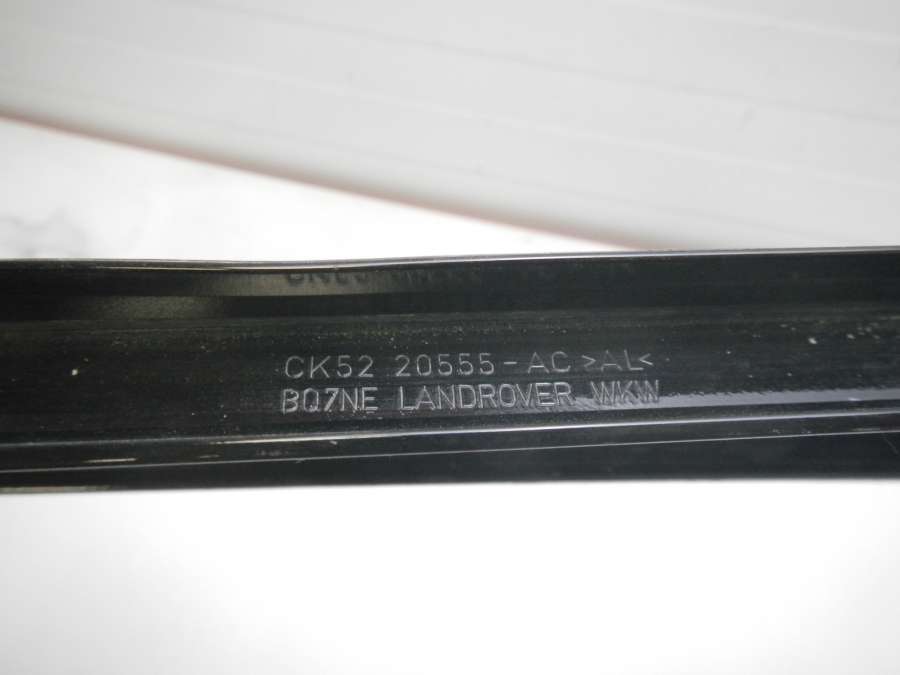 CK52 20555-AC >AL<
BQ7NE LANDROVER WKW